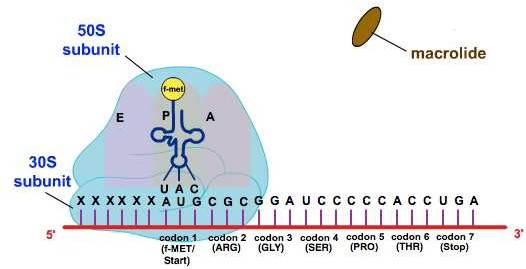 50S
subunit
macrolide
f-met
E P A
30S
subunit
U A C
X X X X X X A U G C G C G G A U C C C C C A C C U G A
5' 3'
codon 1 codon 2 codon 3 codon 4 codon 5 codon 6 codon 7
(f-MET/ (ARG) (GLY) (SER) (PRO) (THR) (Stop)
Start)